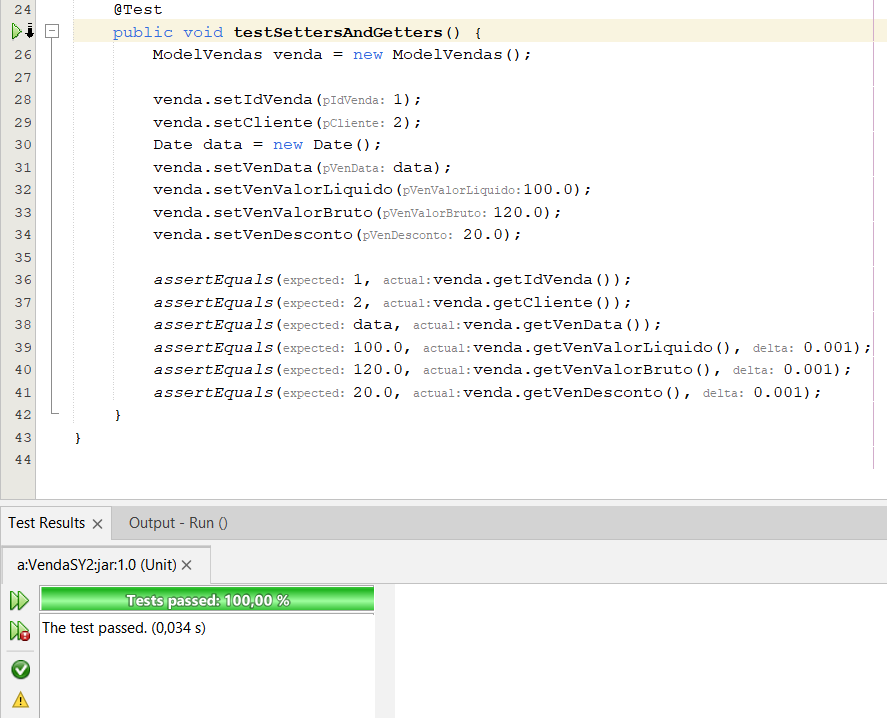 24 @Test
public void testSettersAndGetters() {
26 ModelVendas venda = new ModelVendas();
27
28 venda.setIdVenda(pIdVenda: 1);
29 venda.setCliente(pCliente: 2);
30 Date data = new Date();
31 venda.setVenData(pVenData: data);
32 venda.setVenValorLiquido(pVenValorLiquido: 100.0);
33 venda.setVenValorBruto(pVenValorBruto: 120.0);
34 venda.setVenDesconto(pVenDesconto: 20.0);
35
36 assertEquals(expected: 1, actual: venda.getIdVenda());
37 assertEquals(expected: 2, actual: venda.getCliente());
38 assertEquals(expected: data, actual: venda.getVenData());
39 assertEquals(expected: 100.0, actual: venda.getVenValorLiquido(), delta: 0.001);
40 assertEquals(expected: 120.0, actual: venda.getVenValorBruto(), delta: 0.001);
41 assertEquals(expected: 20.0, actual: venda.getVenDesconto(), delta: 0.001);
42 }
43 }
44
Test Results Output - Run ()
a:VendaSY2:jar:1.0 (Unit)
Tests passed: 100,00 %
The test passed. (0,034 s)